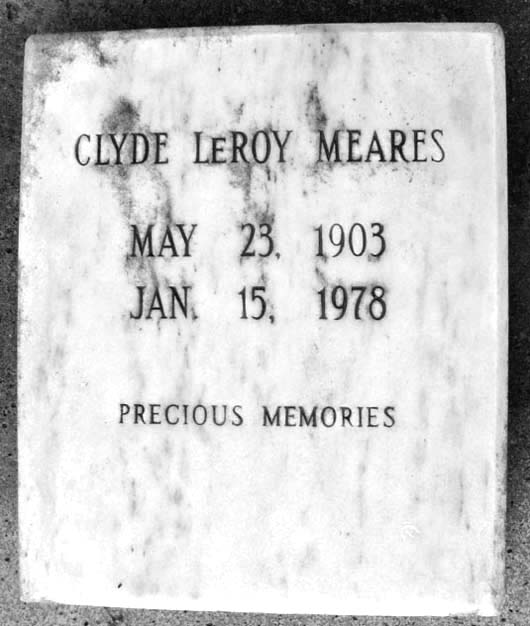 CLYDE LeROY MEARES
MAY 23, 1903
JAN. 15, 1978
PRECIOUS MEMORIES